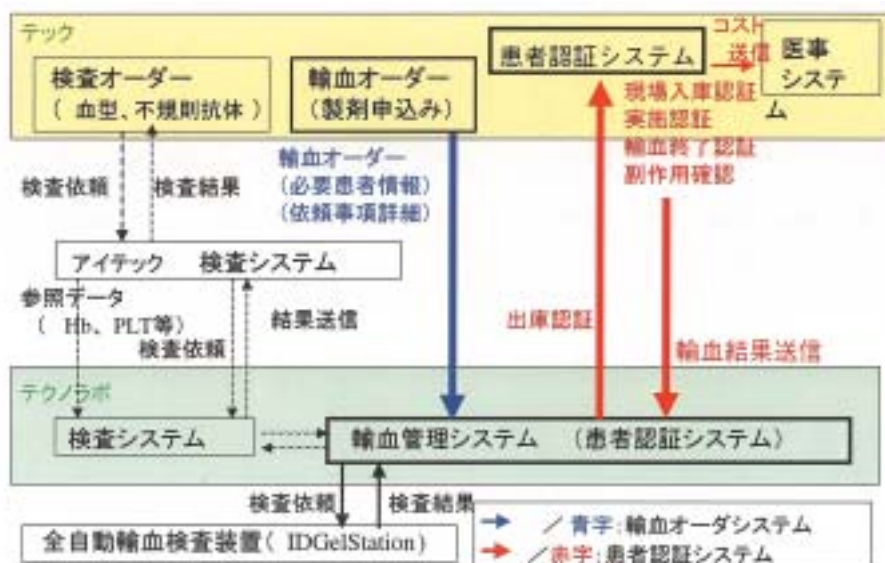 テック
検査オーダー
( 血型、不規則抗体 )
輸血オーダー
(製剤申込み)
患者認証システム
コスト
送信
医事
システ
ム
現場入庫認証
実施認証
輸血終了認証
副作用確認
輸血オーダー
(必要患者情報)
(依頼事項詳細)
検査依頼
検査結果
アイテック 検査システム
参照データ
( Hb、PLT等)
検査依頼
結果送信
出庫認証
輸血結果送信
テクノラボ
検査システム
輸血管理システム (患者認証システム)
検査依頼
検査結果
全自動輸血検査装置( IDGelStation)
/青字:輸血オーダシステム
/赤字:患者認証システム